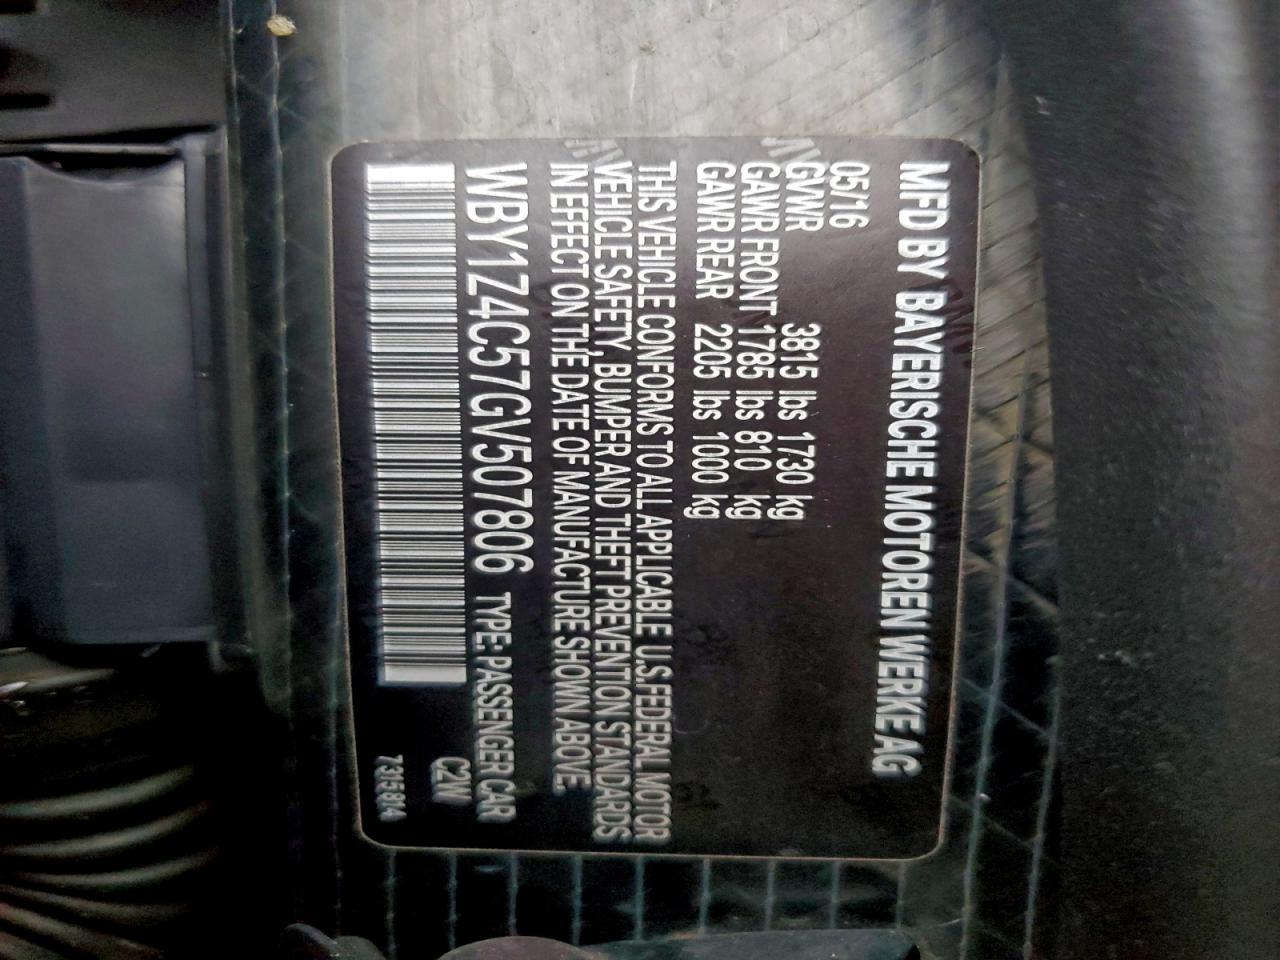 MFD BY BAYERISCHE MOTOREN WERKE AG
05/16
GVWR 3815 lbs 1730 kg
GAWR FRONT 1785 lbs 810 kg
GAWR REAR 2205 lbs 1000 kg
THIS VEHICLE CONFORMS TO ALL APPLICABLE U.S. FEDERAL MOTOR
VEHICLE SAFETY, BUMPER AND THEFT PREVENTION STANDARDS
IN EFFECT ON THE DATE OF MANUFACTURE SHOWN ABOVE
WBY1Z4C57GV507806 TYPE: PASSENGER CAR
C2W
7315814